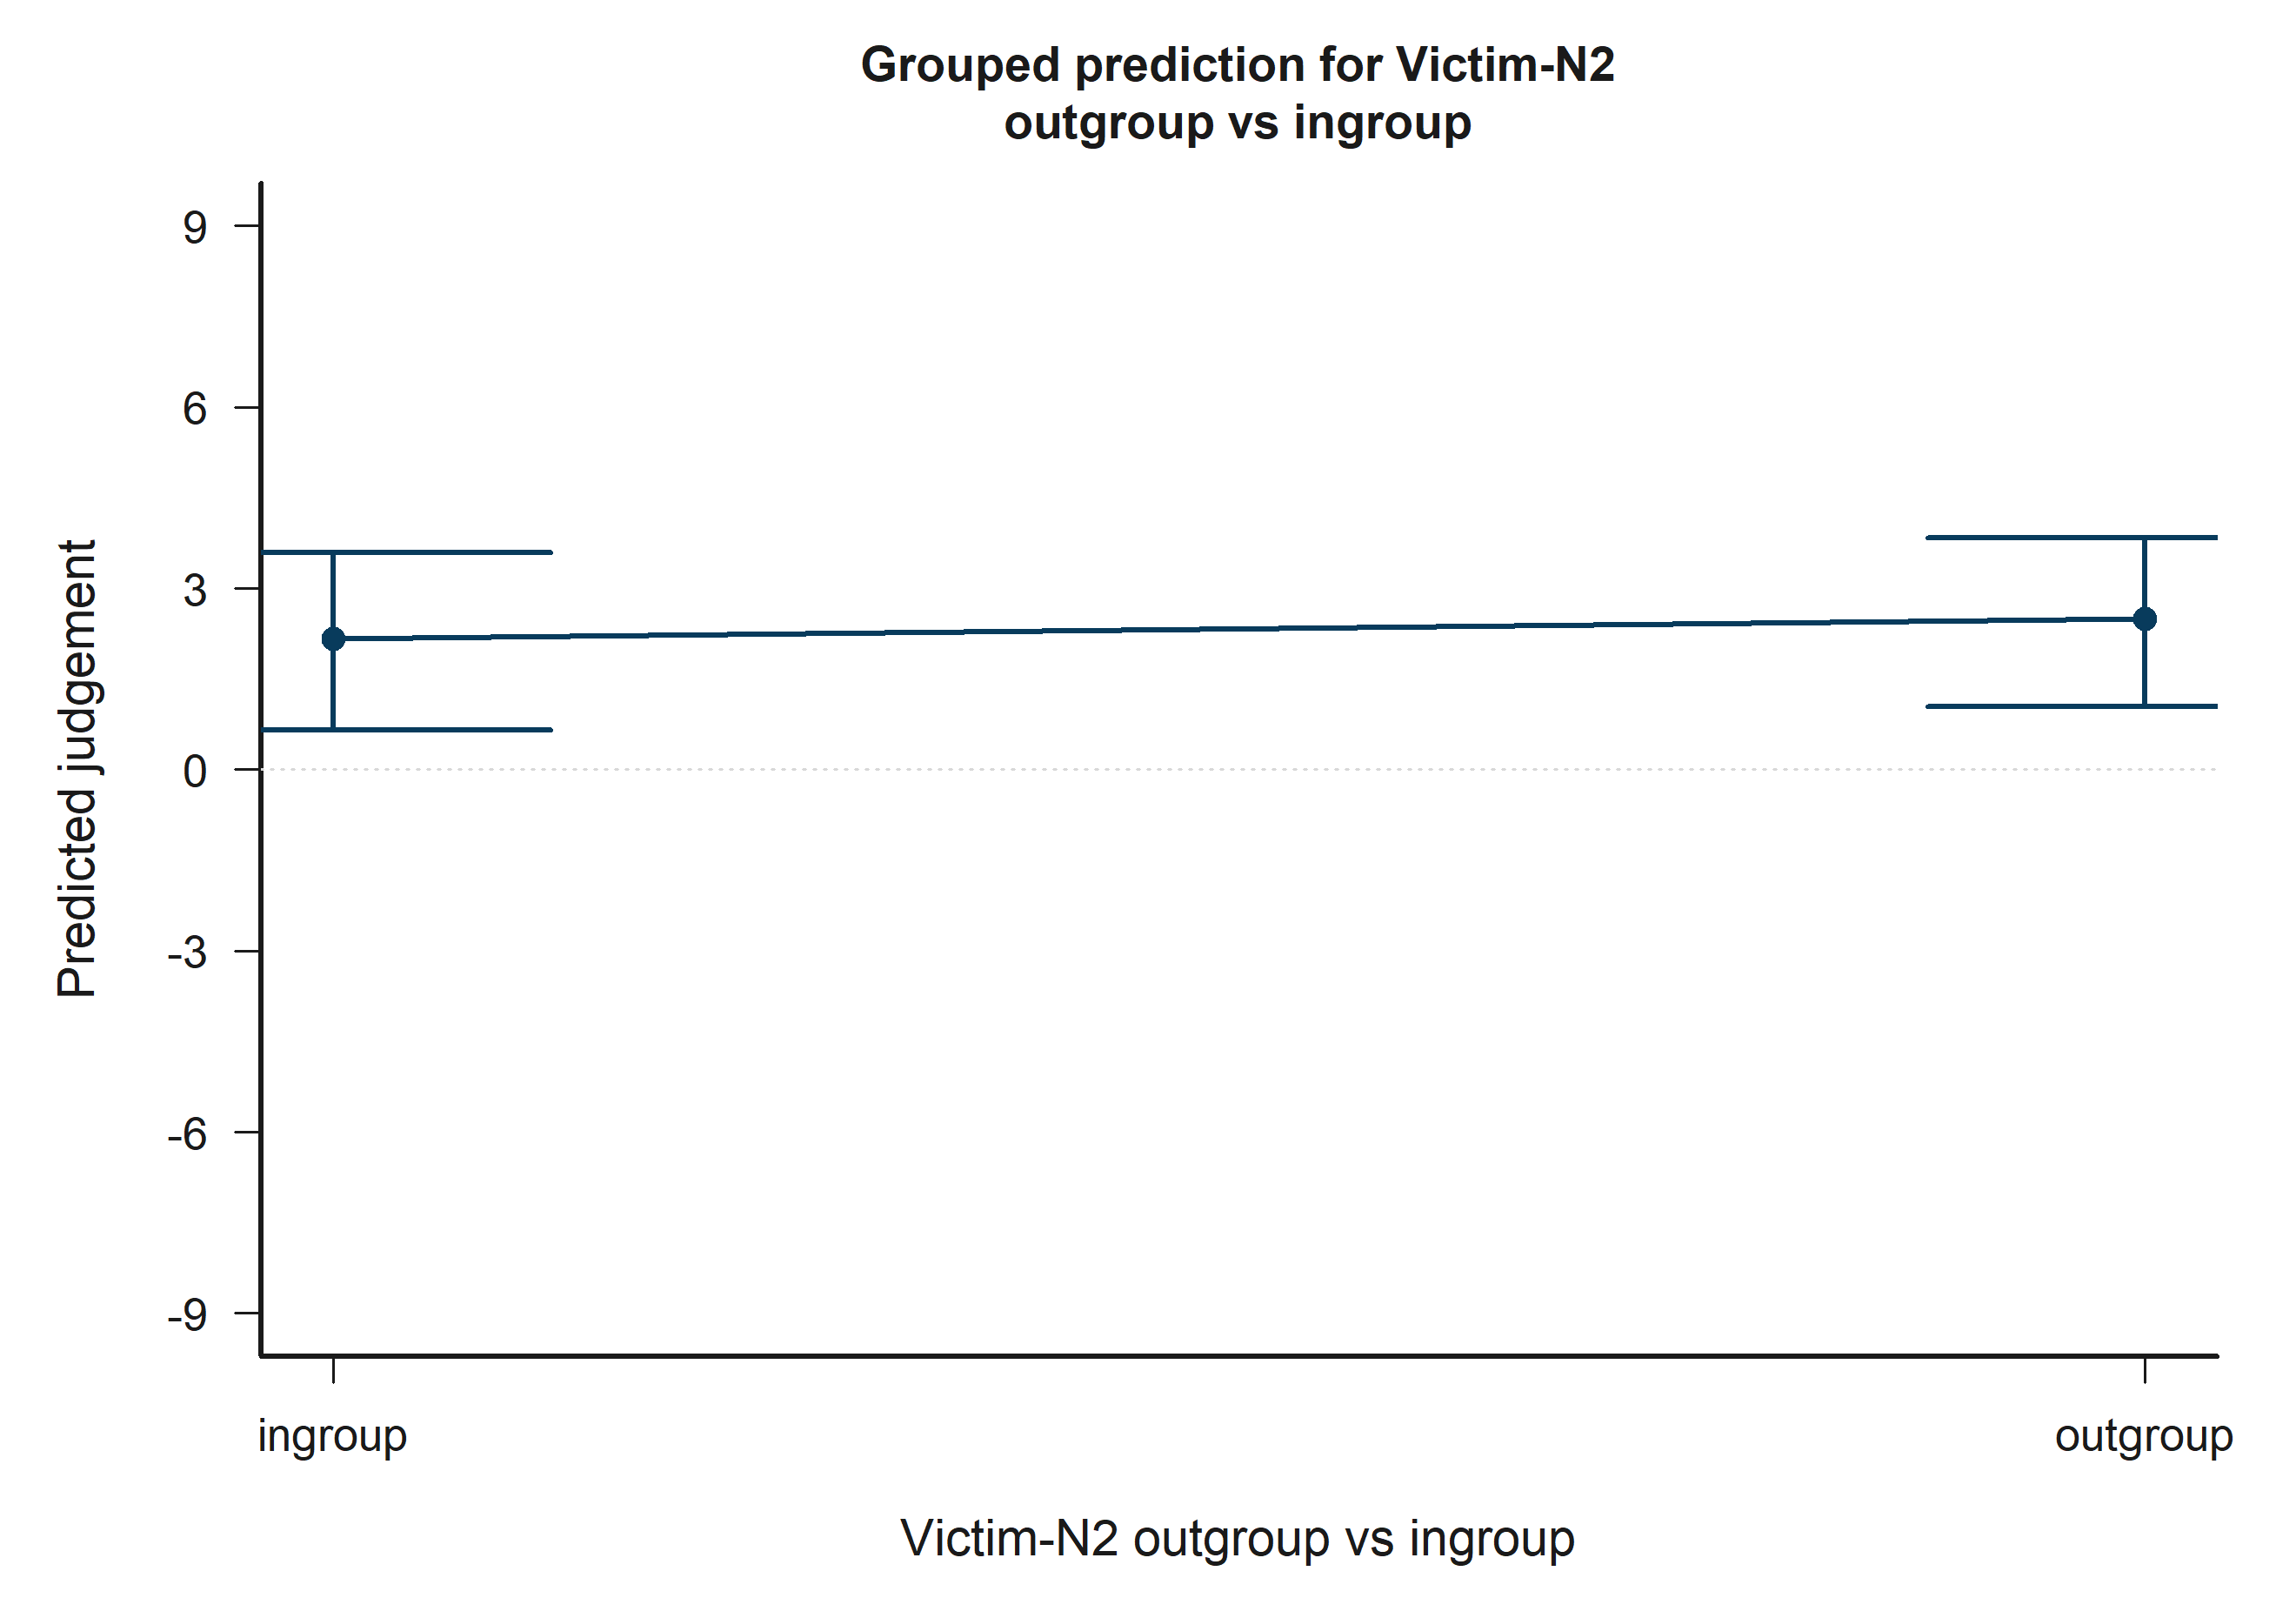 Grouped prediction for Victim-N2
outgroup vs ingroup
9
6
3
0
-3
-6
-9
Predicted judgement
ingroup
outgroup
Victim-N2 outgroup vs ingroup